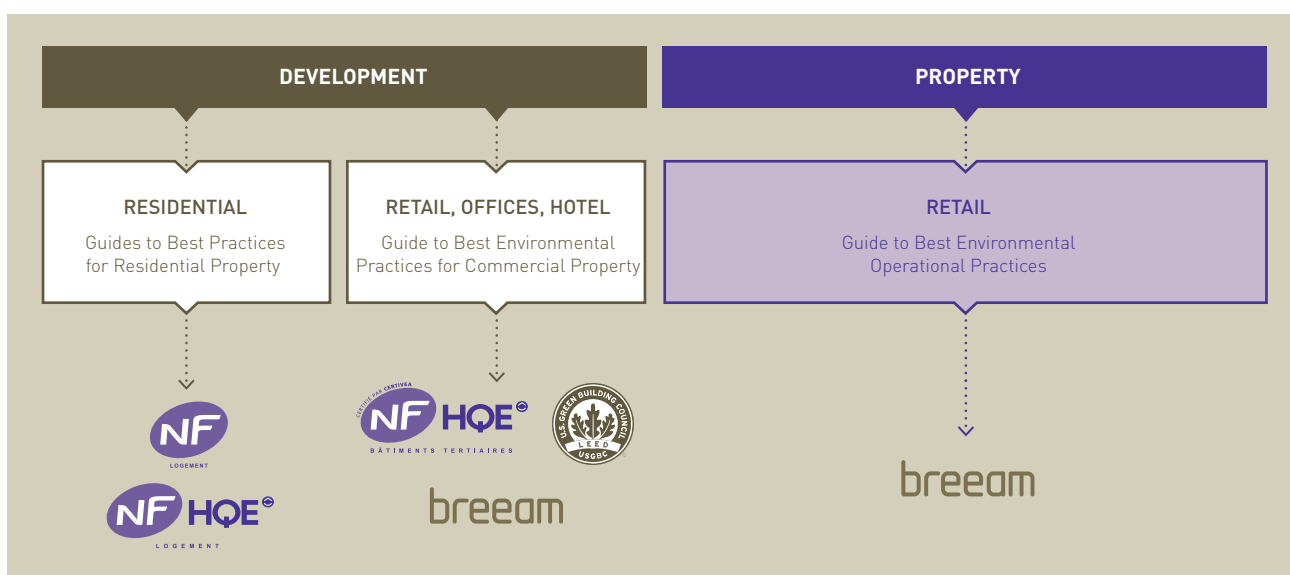 DEVELOPMENT
PROPERTY
RESIDENTIAL
Guides to Best Practices
for Residential Property
RETAIL, OFFICES, HOTEL
Guide to Best Environmental
Practices for Commercial Property
RETAIL
Guide to Best Environmental
Operational Practices
NF
LOGEMENT
NF HQE
LOGEMENT
CERTIFIÉ PAR CERTIVEA
NF HQE
BÂTIMENTS TERTIAIRES
U.S. GREEN BUILDING COUNCIL
LEED
USGBC
breeam
breeam